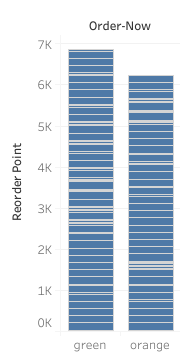 Order-Now
7K
6K
5K
4K
3K
2K
1K
0K
Reorder Point
green
orange